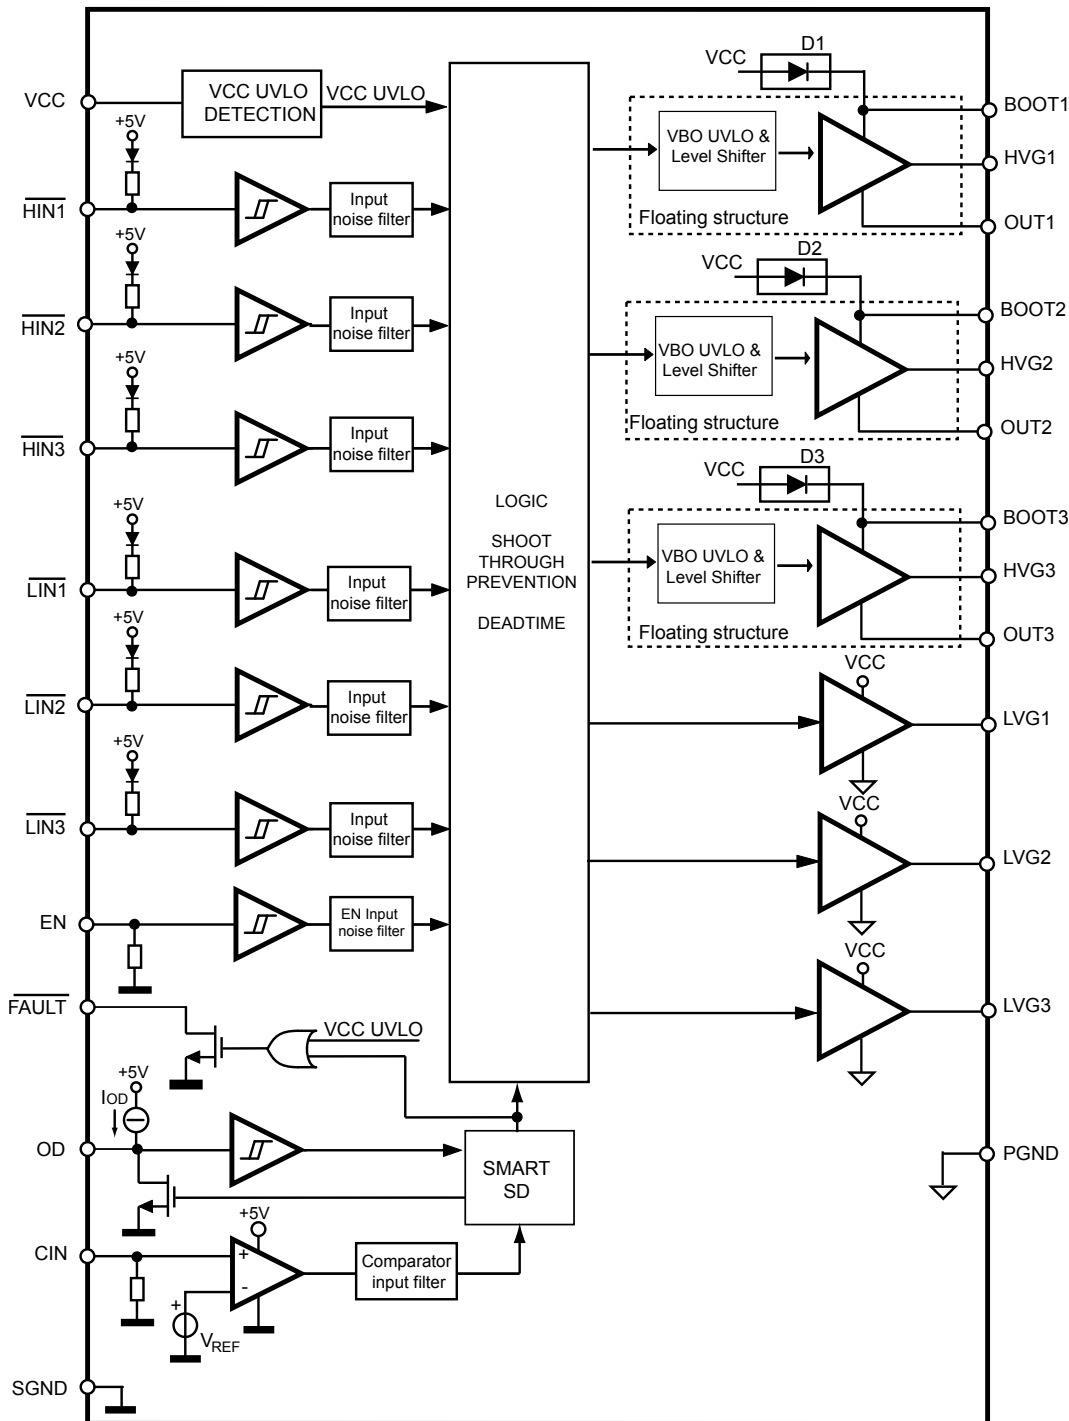 D1
VCC
VCC
VCC UVLO
DETECTION
VCC UVLO
BOOT1
+5V
VBO UVLO &
Level Shifter
HVG1
HIN1
Input
noise filter
Floating structure
OUT1
+5V
D2
VCC
BOOT2
HIN2
Input
noise filter
VBO UVLO &
Level Shifter
HVG2
+5V
Floating structure
OUT2
HIN3
Input
noise filter
D3
VCC
+5V
LOGIC
SHOOT
THROUGH
PREVENTION
DEADTIME
BOOT3
VBO UVLO &
Level Shifter
HVG3
LIN1
Input
noise filter
Floating structure
OUT3
+5V
VCC
LIN2
Input
noise filter
LVG1
+5V
VCC
LIN3
Input
noise filter
LVG2
EN
EN Input
noise filter
VCC
FAULT
VCC UVLO
LVG3
+5V
IOD
OD
SMART
SD
PGND
+5V
CIN
+
-
Comparator
input filter
+
VREF
SGND